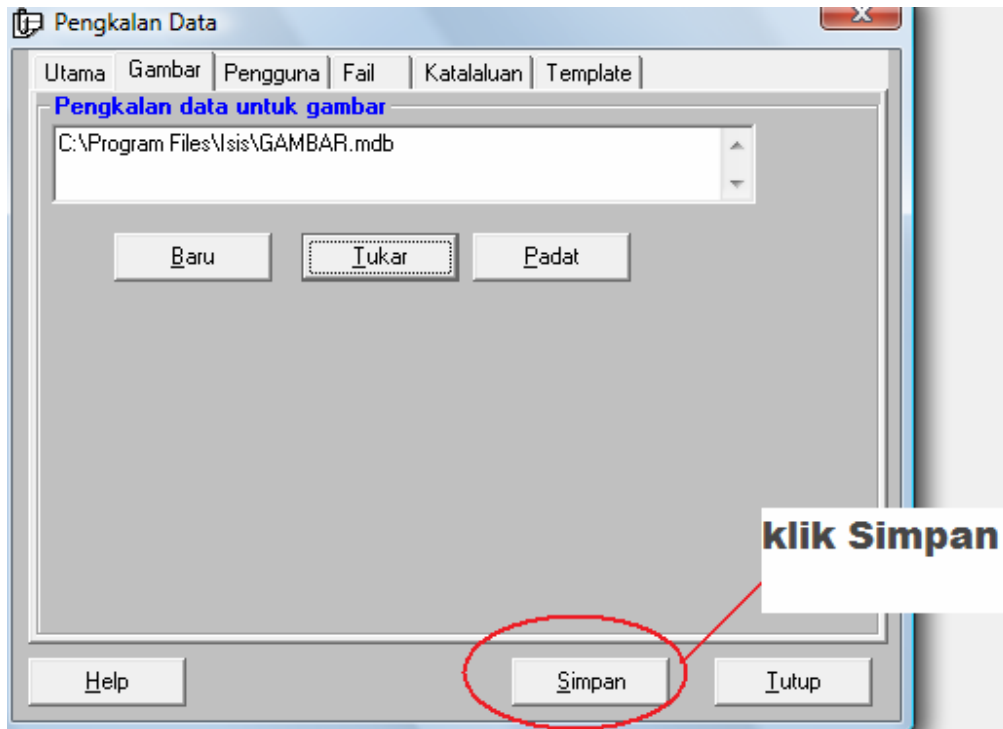 Pengkalan Data
X
Utama Gambar Pengguna Fail Katalaluan Template
Pengkalan data untuk gambar
C:\Program Files\Isis\GAMBAR.mdb
Baru Tukar Padat
klik Simpan
Help Simpan Tutup